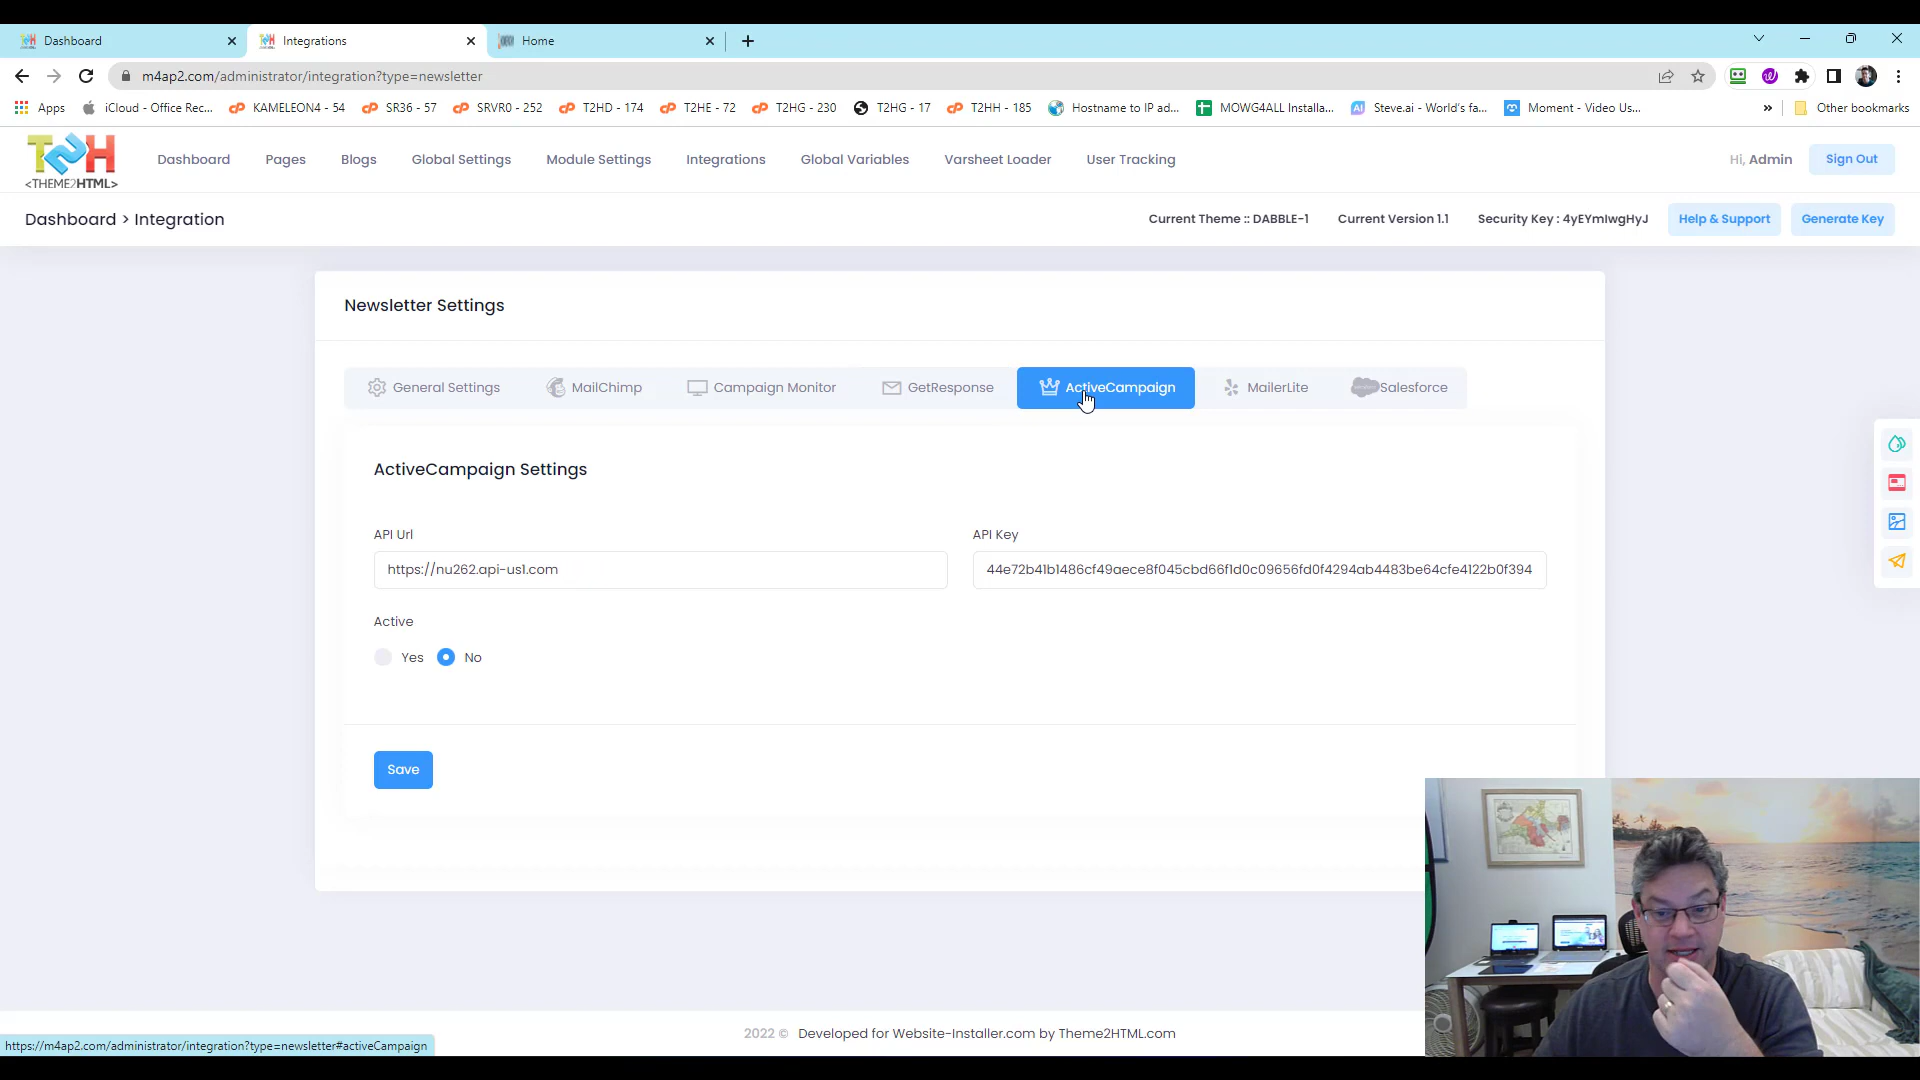 Dashboard
Integrations
Home
m4ap2.com/administrator/integration?type=newsletter
Apps
iCloud - Office Rec...
KAMELEON4 - 54
SR36 - 57
SRVR0 - 252
T2HD - 174
T2HE - 72
T2HG - 230
T2HG - 17
T2HH - 185
Hostname to IP ad...
MOWG4ALL Installa...
Steve.ai - World's fa...
Moment - Video Us...
»
Other bookmarks
T2H
<THEME2HTML>
Dashboard
Pages
Blogs
Global Settings
Module Settings
Integrations
Global Variables
Varsheet Loader
User Tracking
Hi, Admin
Sign Out
Dashboard > Integration
Current Theme :: DABBLE-1
Current Version 1.1
Security Key : 4yEYmIwgHyJ
Help & Support
Generate Key
Newsletter Settings
General Settings
MailChimp
Campaign Monitor
GetResponse
ActiveCampaign
MailerLite
Salesforce
ActiveCampaign Settings
API Url
API Key
https://nu262.api-us1.com
44e72b41b1486cf49aece8f045cbd66f1d0c09656fd0f4294ab4483be64cfe4122b0f394
Active
Yes
No
Save
2022 © Developed for Website-Installer.com by Theme2HTML.com
https://m4ap2.com/administrator/integration?type=newsletter#activeCampaign